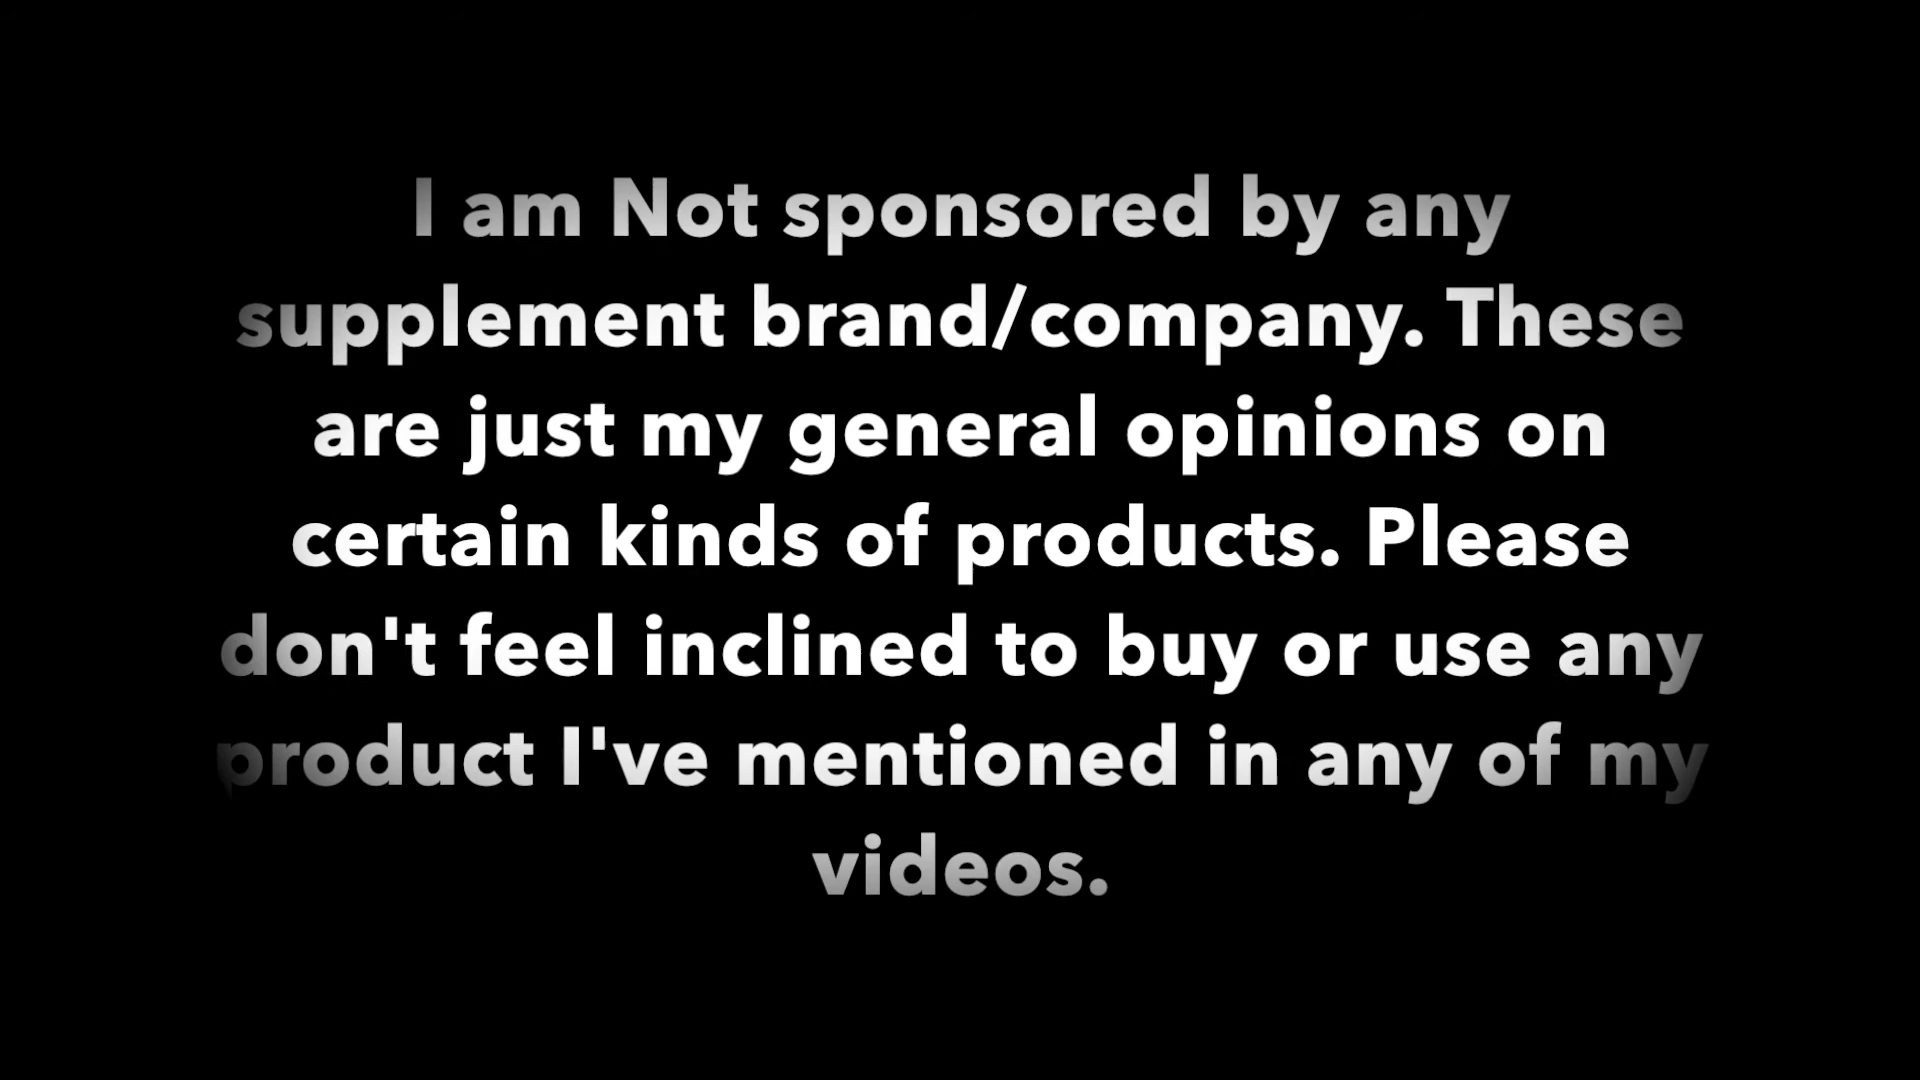 I am Not sponsored by any
supplement brand/company. These
are just my general opinions on
certain kinds of products. Please
don't feel inclined to buy or use any
product I've mentioned in any of my
videos.